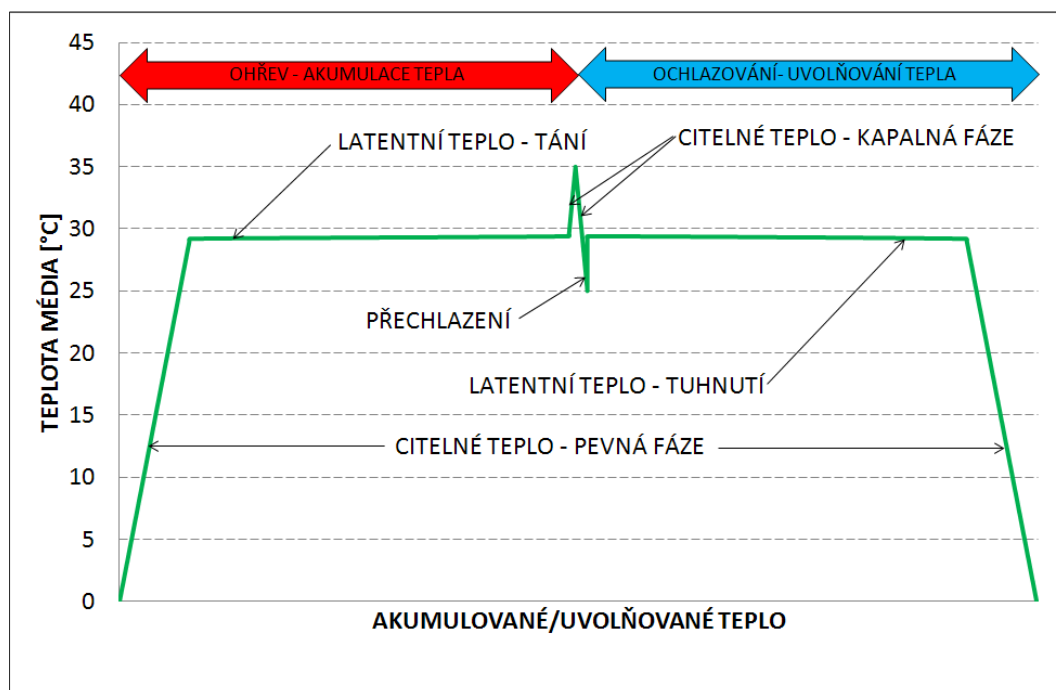 45
40
35
30
25
20
15
10
5
0
TEPLOTA MÉDIA [°C]
OHŘEV - AKUMULACE TEPLA
OCHLAZOVÁNÍ- UVOLŇOVÁNÍ TEPLA
LATENTNÍ TEPLO - TÁNÍ
CITELNÉ TEPLO - KAPALNÁ FÁZE
PŘECHLAZENÍ
LATENTNÍ TEPLO - TUHNUTÍ
CITELNÉ TEPLO - PEVNÁ FÁZE
AKUMULOVANÉ/UVOLŇOVANÉ TEPLO